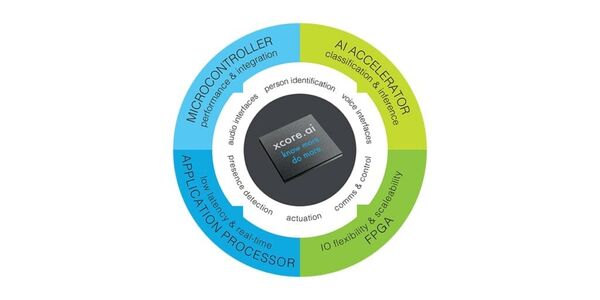 MICROCONTROLLER
performance & integration
AI ACCELERATOR
classification & inference
APPLICATION PROCESSOR
low latency & real-time
IO flexibility & scaleability
FPGA
person identification
voice interfaces
comms & control
actuation
presence detection
audio interfaces
xcore.ai
know more.
do more.